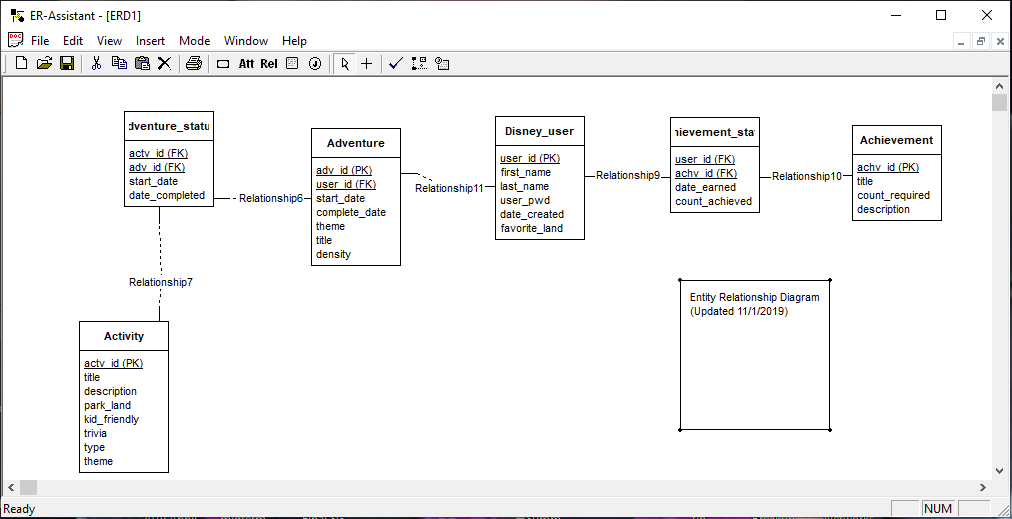 ER-Assistant - [ERD1]
File Edit View Insert Mode Window Help
Att Rel
dventure_statu
actv_id (FK)
adv_id (FK)
start_date
date_completed
Relationship6
Adventure
adv_id (PK)
user_id (FK)
start_date
complete_date
theme
title
density
Relationship11
Disney_user
user_id (PK)
first_name
last_name
user_pwd
date_created
favorite_land
Relationship9
hievement_stat
user_id (FK)
achv_id (FK)
date_earned
count_achieved
Relationship10
Achievement
achv_id (PK)
title
count_required
description
Relationship7
Activity
actv_id (PK)
title
description
park_land
kid_friendly
trivia
type
theme
Entity Relationship Diagram
(Updated 11/1/2019)
Ready
NUM